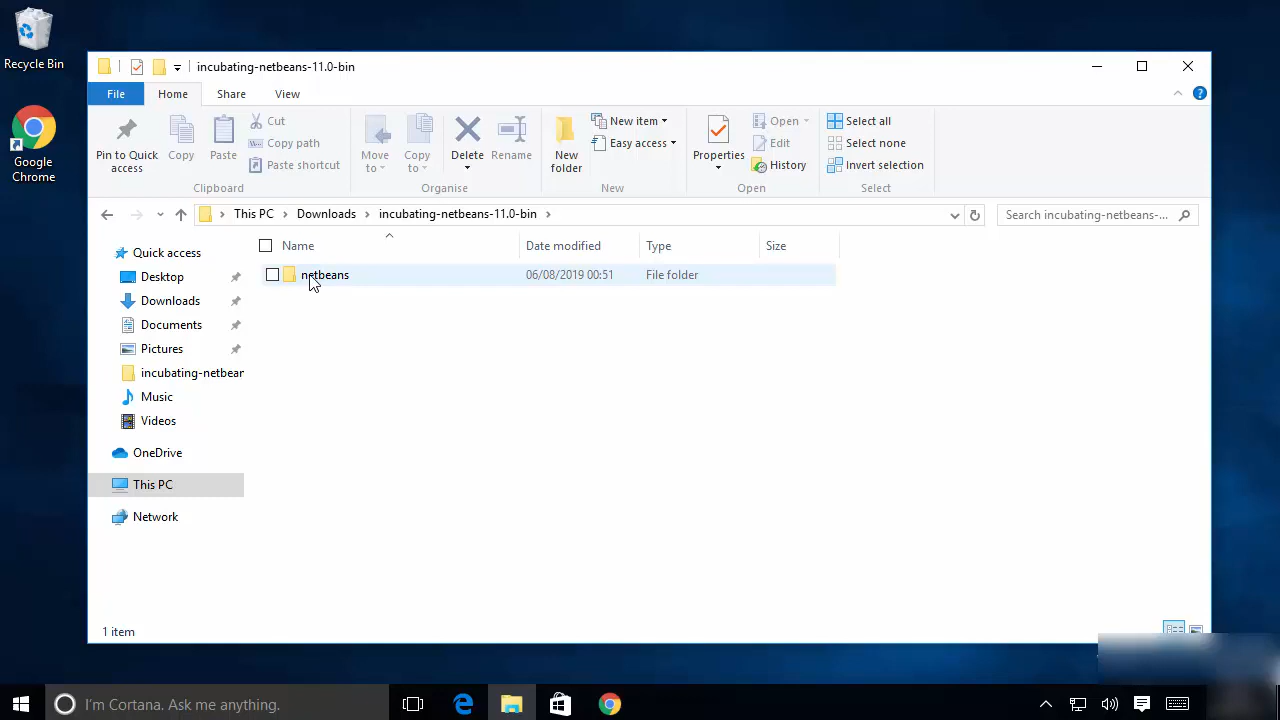 Recycle Bin
Google
Chrome
incubating-netbeans-11.0-bin
File
Home
Share
View
Pin to Quick
access
Copy
Paste
Cut
Copy path
Paste shortcut
Clipboard
Move
to
Copy
to
Delete
Rename
Organise
New
folder
New item
Easy access
New
Properties
Open
Edit
History
Open
Select all
Select none
Invert selection
Select
This PC
Downloads
incubating-netbeans-11.0-bin
Search incubating-netbeans-...
Name
Date modified
Type
Size
netbeans
06/08/2019 00:51
File folder
Quick access
Desktop
Downloads
Documents
Pictures
incubating-netbean
Music
Videos
OneDrive
This PC
Network
1 item
I'm Cortana. Ask me anything.